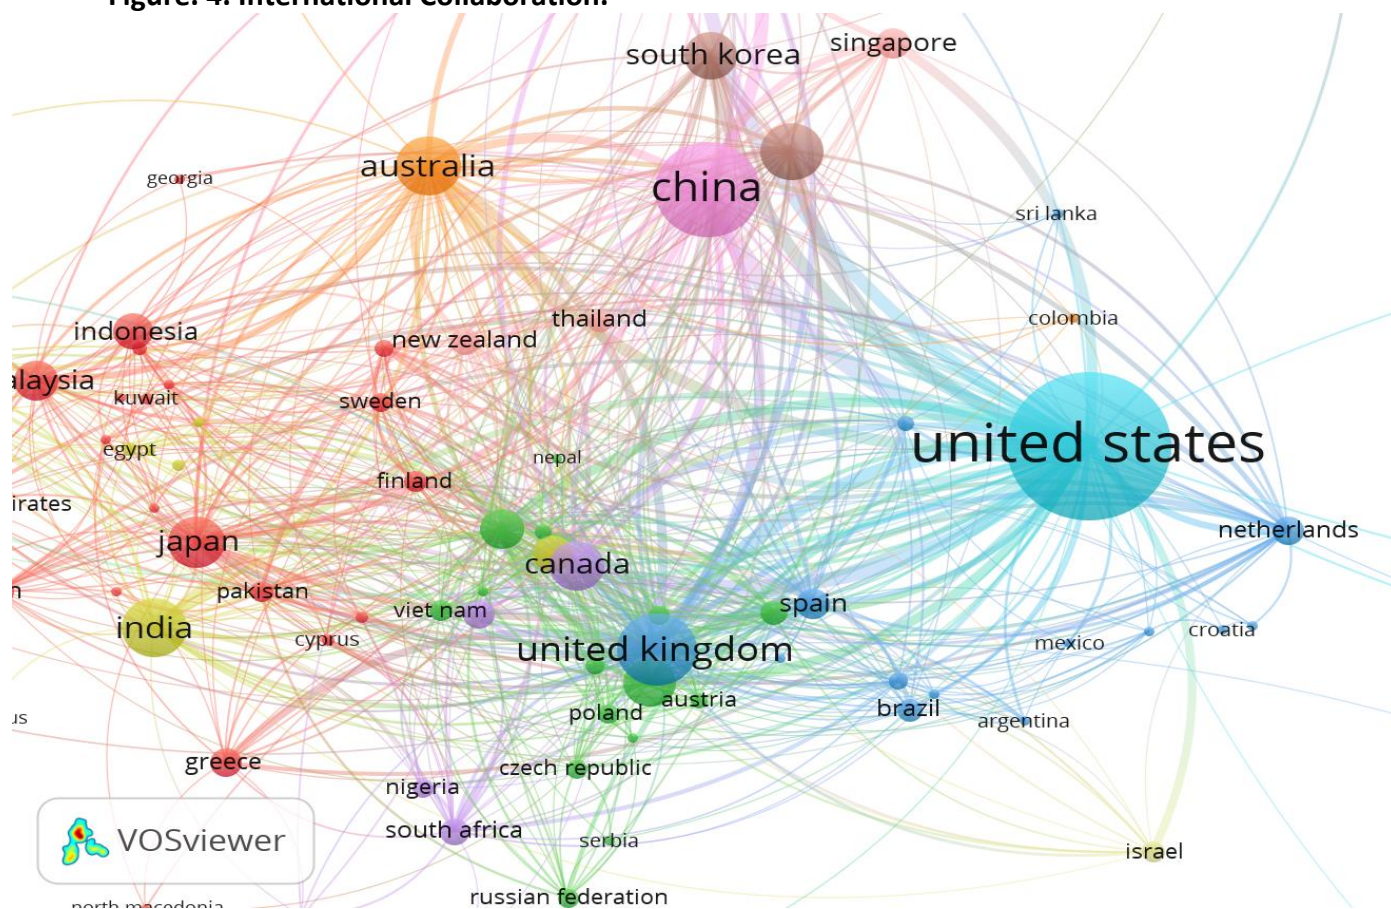 Figure. 4. International Collaboration.
south korea
singapore
australia
georgia
china
sri lanka
indonesia
thailand
colombia
new zealand
alaysia
kuwait
sweden
united states
egypt
nepal
finland
irates
netherlands
japan
canada
n
pakistan
viet nam
spain
india
cyprus
united kingdom
mexico
croatia
austria
poland
brazil
argentina
us
greece
czech republic
nigeria
VOSviewer
south africa
serbia
israel
russian federation
north macedonia